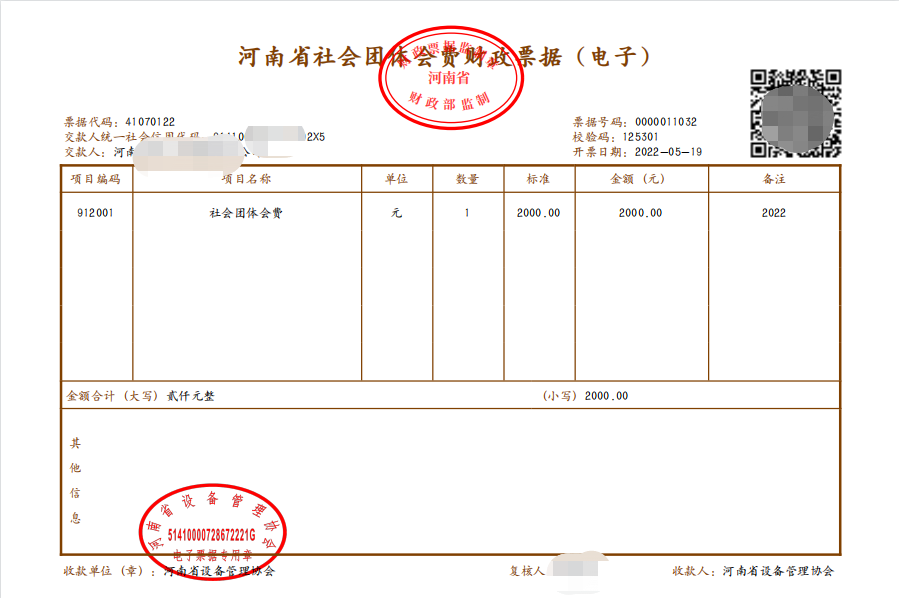 河南省社会团体会费财政票据（电子）
财政票据监制章
河南省
财政部监制
票据代码：41070122
票据号码：0000011032
交款人统一社会信用代码 2X5
校验码：125301
交款人：河南
开票日期：2022-05-19
项目编码 项目名称 单位 数量 标准 金额（元） 备注
912001 社会团体会费 元 1 2000.00 2000.00 2022
金额合计（大写）贰仟元整 （小写）2000.00
其他信息
河南省设备管理协会
51410000728672221G
电子票据专用章
收款单位（章）：河南省设备管理协会 复核人 收款人：河南省设备管理协会